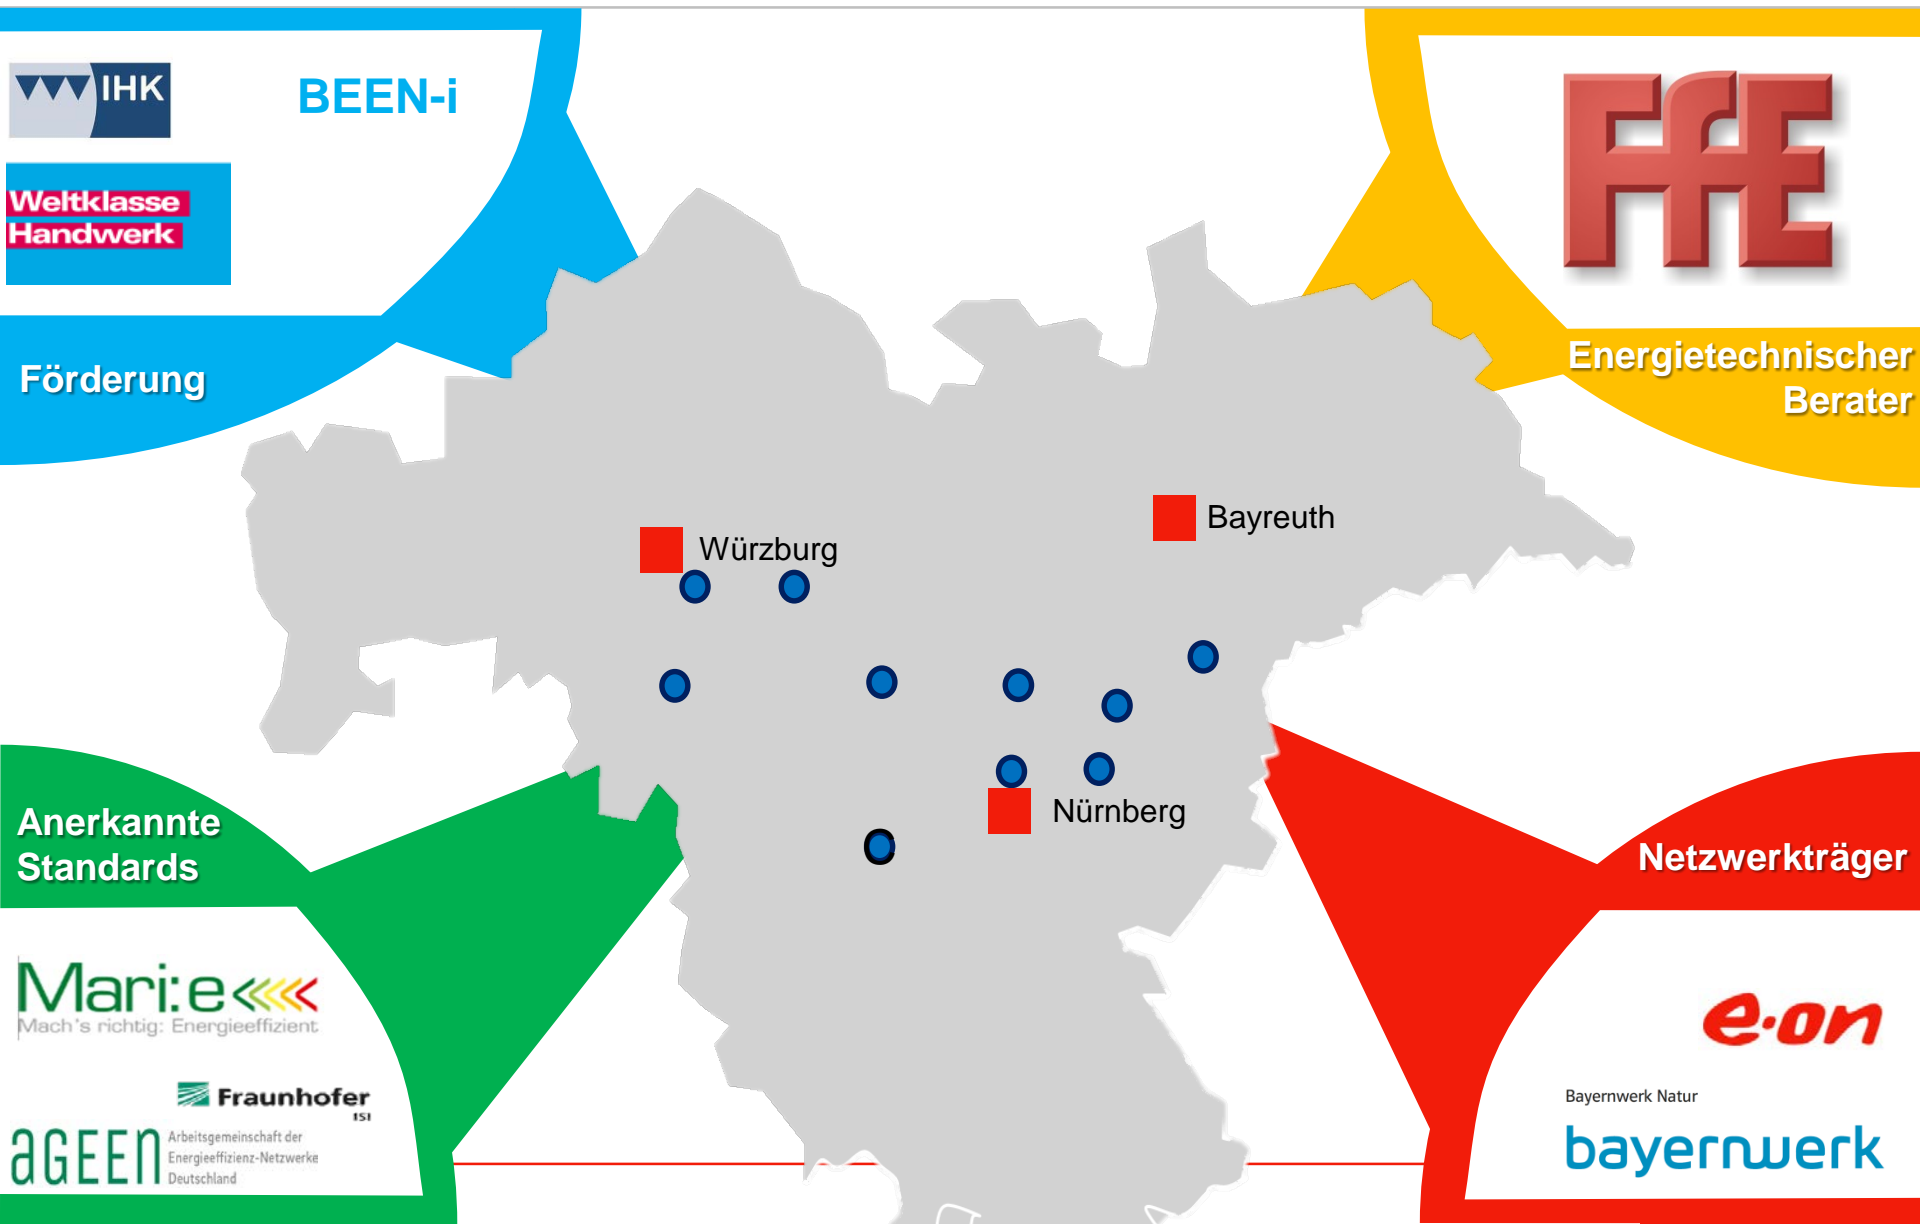 IHK
BEEN-i
Weltklasse
Handwerk
Förderung
FfE
Energietechnischer
Berater
Würzburg
Bayreuth
Nürnberg
Anerkannte
Standards
Mari:e
Mach's richtig: Energieeffizient
Fraunhofer
ISI
aGEEN
Arbeitsgemeinschaft der
Energieeffizienz-Netzwerke
Deutschland
Netzwerkträger
e·on
Bayernwerk Natur
bayernwerk